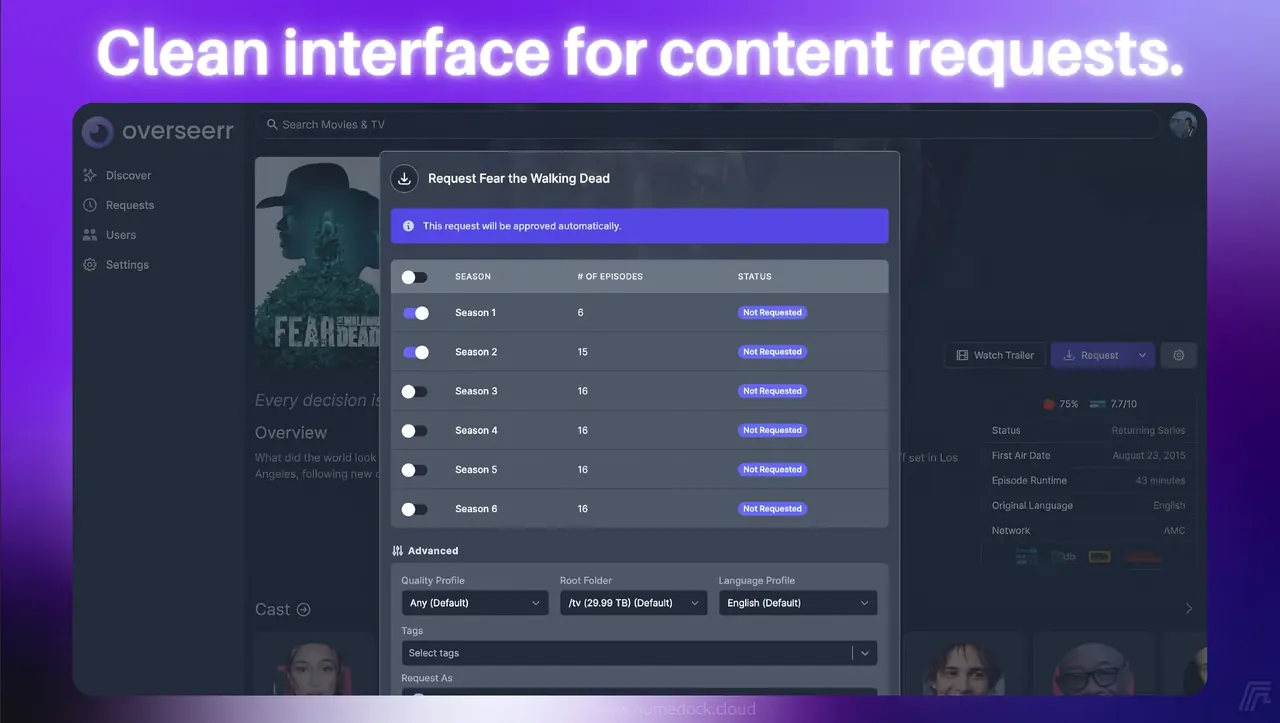 Clean interface for content requests.
overseerr
Search Movies & TV
Discover
Requests
Users
Settings
FEAR THE WALKING DEAD
Request Fear the Walking Dead
This request will be approved automatically.
SEASON # OF EPISODES STATUS
Season 1 6 Not Requested
Season 2 15 Not Requested
Season 3 16 Not Requested
Season 4 16 Not Requested
Season 5 16 Not Requested
Season 6 16 Not Requested
Advanced
Quality Profile Root Folder Language Profile
Any (Default) /tv (29.99 TB) (Default) English (Default)
Tags
Select tags
Request As
Every decision is
Overview
What did the world look
Angeles, following new
set in Los
Cast
Watch Trailer Request
75% 7.7/10
Status Returning Series
First Air Date August 23, 2015
Episode Runtime 43 minutes
Original Language English
Network AMC
homedock.cloud